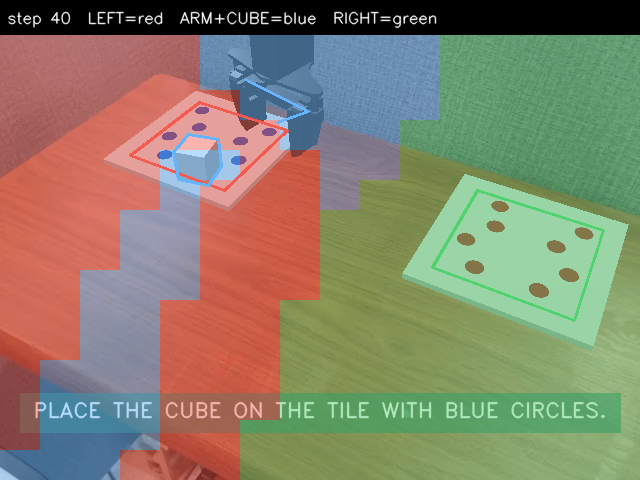 step 40 LEFT=red ARM+CUBE=blue RIGHT=green
PLACE THE CUBE ON THE TILE WITH BLUE CIRCLES.